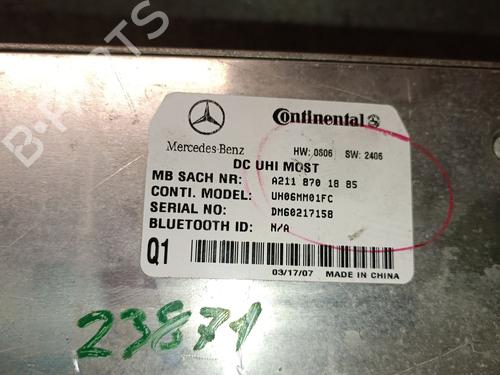 B-PARTS
Continental
Mercedes-Benz
HW: 0806 SW: 2406
DC UHI MOST
MB SACH NR: A211 870 18 85
CONTI. MODEL: UH06MM01FC
SERIAL NO: DM60217158
BLUETOOTH ID: N/A
Q1
03/17/07 MADE IN CHINA
23871